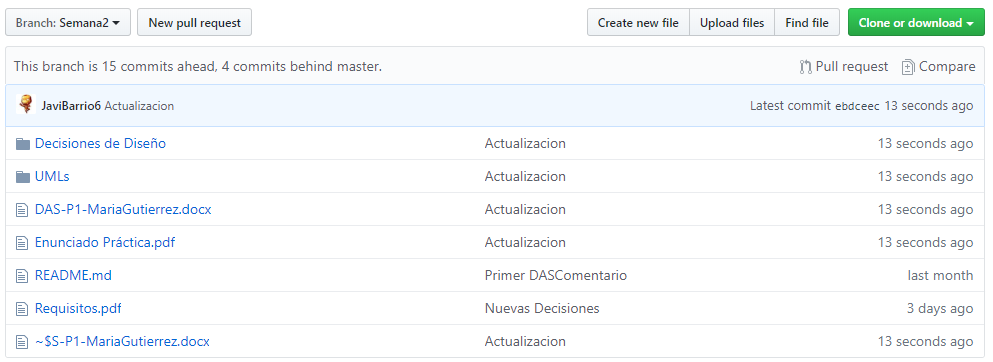 Branch: Semana2 New pull request Create new file Upload files Find file Clone or download
This branch is 15 commits ahead, 4 commits behind master. Pull request Compare
JaviBarrio6 Actualizacion Latest commit ebdceec 13 seconds ago
Decisiones de Diseño Actualizacion 13 seconds ago
UMLs Actualizacion 13 seconds ago
DAS-P1-MariaGutierrez.docx Actualizacion 13 seconds ago
Enunciado Práctica.pdf Actualizacion 13 seconds ago
README.md Primer DASComentario last month
Requisitos.pdf Nuevas Decisiones 3 days ago
~$S-P1-MariaGutierrez.docx Actualizacion 13 seconds ago